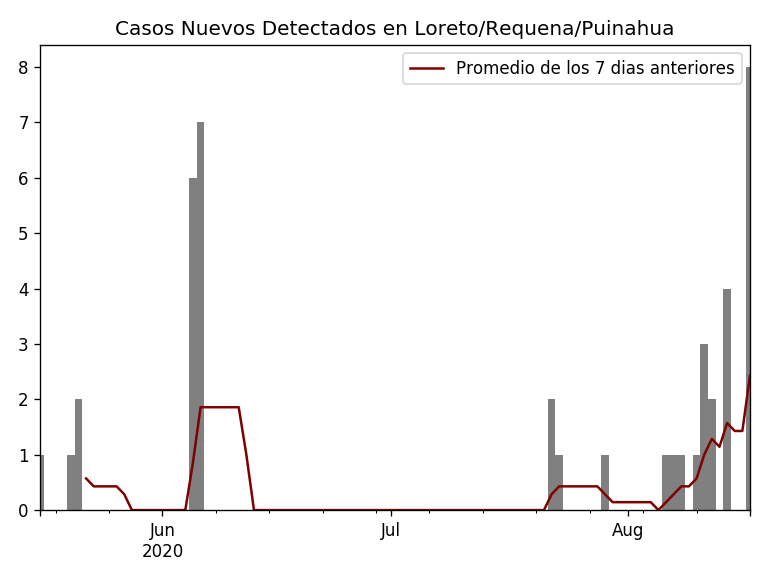 Casos Nuevos Detectados en Loreto/Requena/Puinahua
Promedio de los 7 dias anteriores
8
7
6
5
4
3
2
1
0
Jun
2020
Jul
Aug